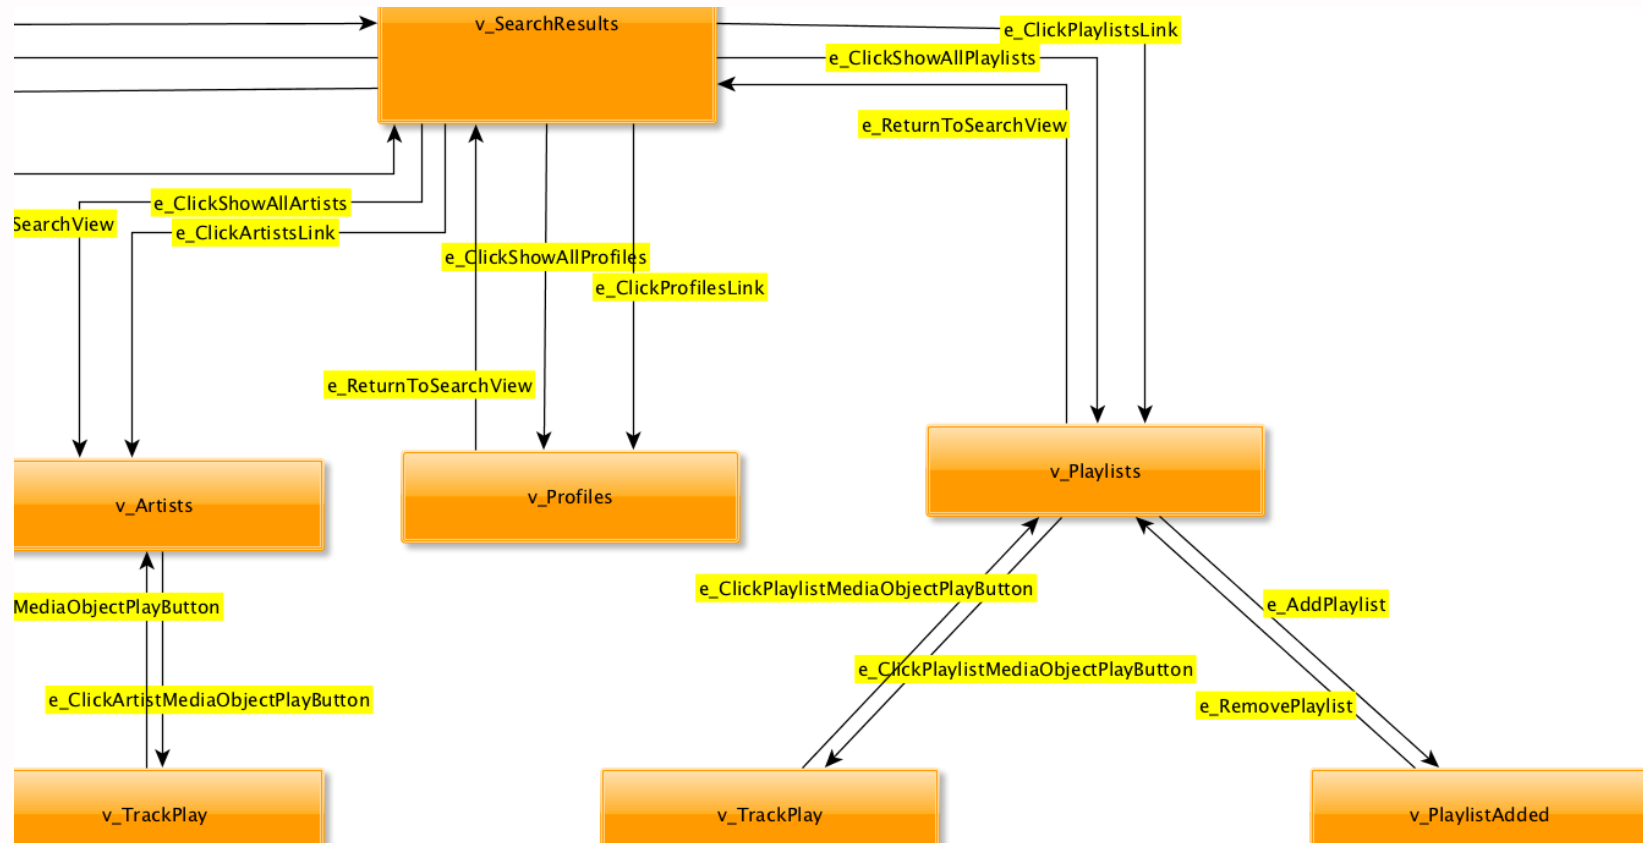 v_SearchResults
e_ClickPlaylistsLink
e_ClickShowAllPlaylists
e_ReturnToSearchView
e_ClickShowAllArtists
SearchView
e_ClickArtistsLink
e_ClickShowAllProfiles
e_ClickProfilesLink
e_ReturnToSearchView
v_Playlists
v_Profiles
v_Artists
e_ClickPlaylistMediaObjectPlayButton
MediaObjectPlayButton
e_AddPlaylist
e_ClickPlaylistMediaObjectPlayButton
e_ClickArtistMediaObjectPlayButton
e_RemovePlaylist
v_TrackPlay
v_TrackPlay
v_PlaylistAdded